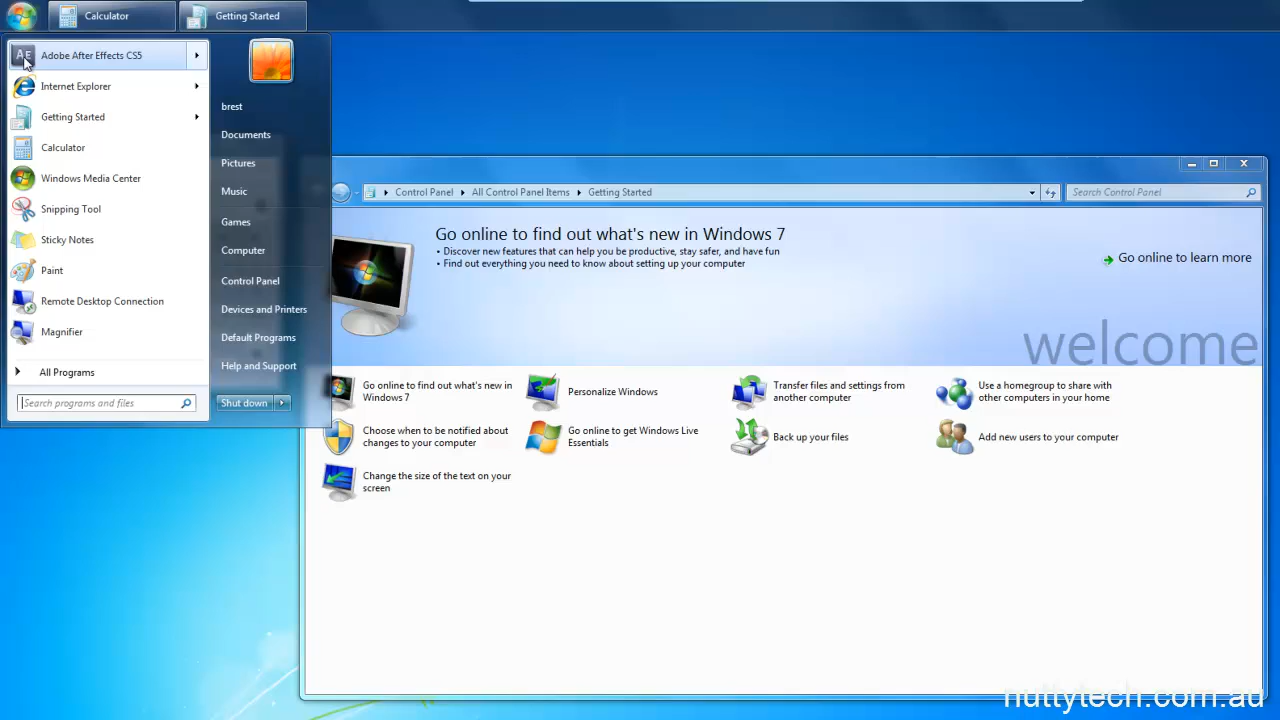 Calculator
Getting Started
Adobe After Effects CS5
Internet Explorer
Getting Started
Calculator
Windows Media Center
Snipping Tool
Sticky Notes
Paint
Remote Desktop Connection
Magnifier
All Programs
Search programs and files
brest
Documents
Pictures
Music
Games
Computer
Control Panel
Devices and Printers
Default Programs
Help and Support
Shut down
Control Panel
All Control Panel Items
Getting Started
Search Control Panel
Go online to find out what's new in Windows 7
• Discover new features that can help you be productive, stay safer, and have fun
• Find out everything you need to know about setting up your computer
Go online to learn more
welcome
Go online to find out what's new in
Windows 7
Personalize Windows
Transfer files and settings from
another computer
Use a homegroup to share with
other computers in your home
Choose when to be notified about
changes to your computer
Go online to get Windows Live
Essentials
Back up your files
Add new users to your computer
Change the size of the text on your
screen
nuttytech.com.au